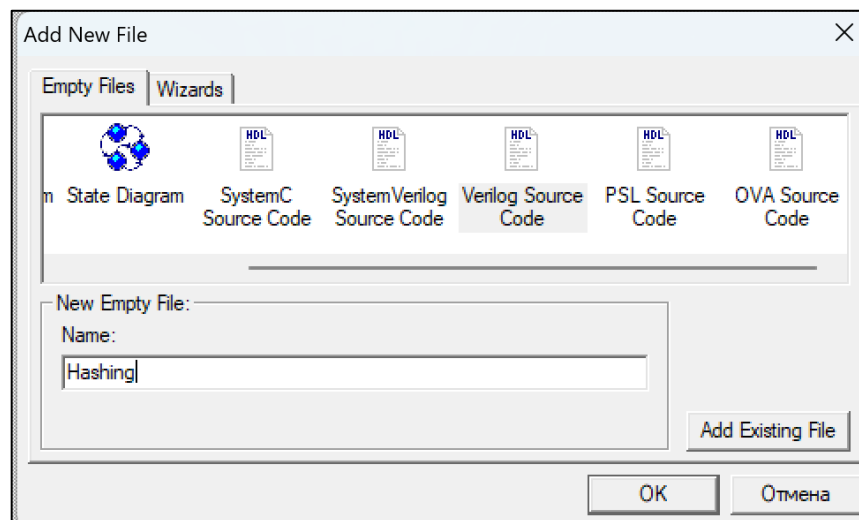 Add New File
Empty Files
Wizards
HDL HDL HDL HDL HDL
m State Diagram SystemC SystemVerilog Verilog Source PSL Source OVA Source
Source Code Source Code Code Code Code
New Empty File:
Name:
Hashing
Add Existing File
OK Отмена